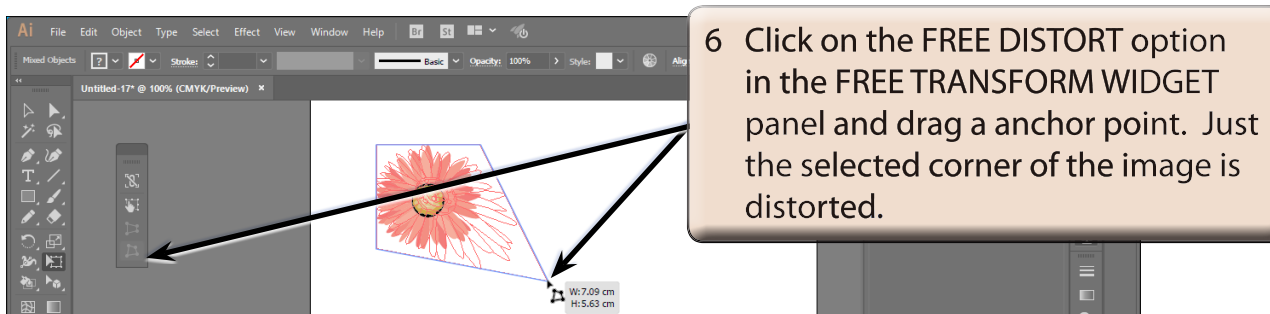 Ai File Edit Object Type Select Effect View Window Help Br St
Mixed Objects ? Stroke: Basic Opacity: 100% Style: Alig
Untitled-17* @ 100% (CMYK/Preview) ×
6 Click on the FREE DISTORT option
in the FREE TRANSFORM WIDGET
panel and drag a anchor point. Just
the selected corner of the image is
distorted.
W:7.09 cm
H:5.63 cm